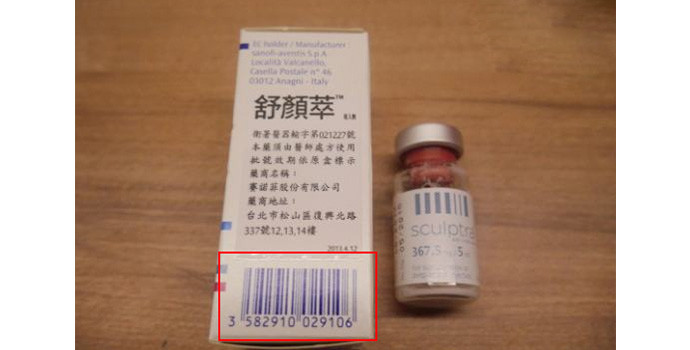 EC holder / Manufacturer :
sanofi-aventis S.p.A
Località Valcanello,
Casella Postale n° 46
03012 Anagni - Italy
舒顏萃™
衛署醫器輸字第021227號
本藥須由醫師處方使用
批號效期依原盒標示
藥商名稱：
賽諾菲股份有限公司
藥商地址：
台北市松山區復興北路
337號12,13,14樓
2013.4.12
3 582910 029106
sculptra
367.5